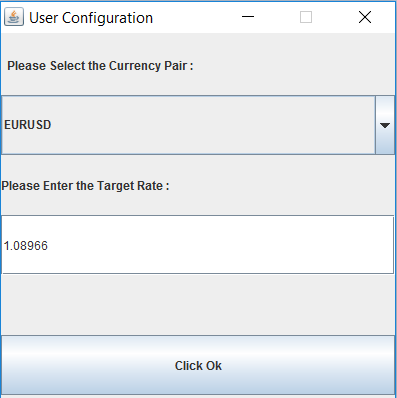 User Configuration
Please Select the Currency Pair :
EURUSD
Please Enter the Target Rate :
1.08966
Click Ok